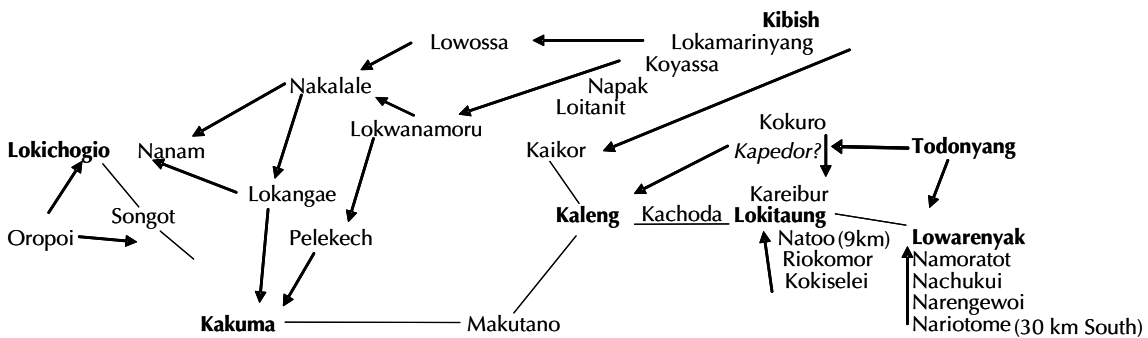 Kibish
Lowossa
Lokamarinyang
Koyassa
Nakalale
Napak
Loitanit
Lokwanamoru
Kokuro
Lokichogio
Nanam
Kaikor
Kapedor?
Todonyang
Lokangae
Kareibur
Songot
Kaleng
Kachoda
Lokitaung
Oropoi
Pelekech
Natoo (9km)
Lowarenyak
Riokomor
Namoratot
Kokiselei
Nachukui
Narengewoi
Kakuma
Makutano
Nariotome (30 km South)